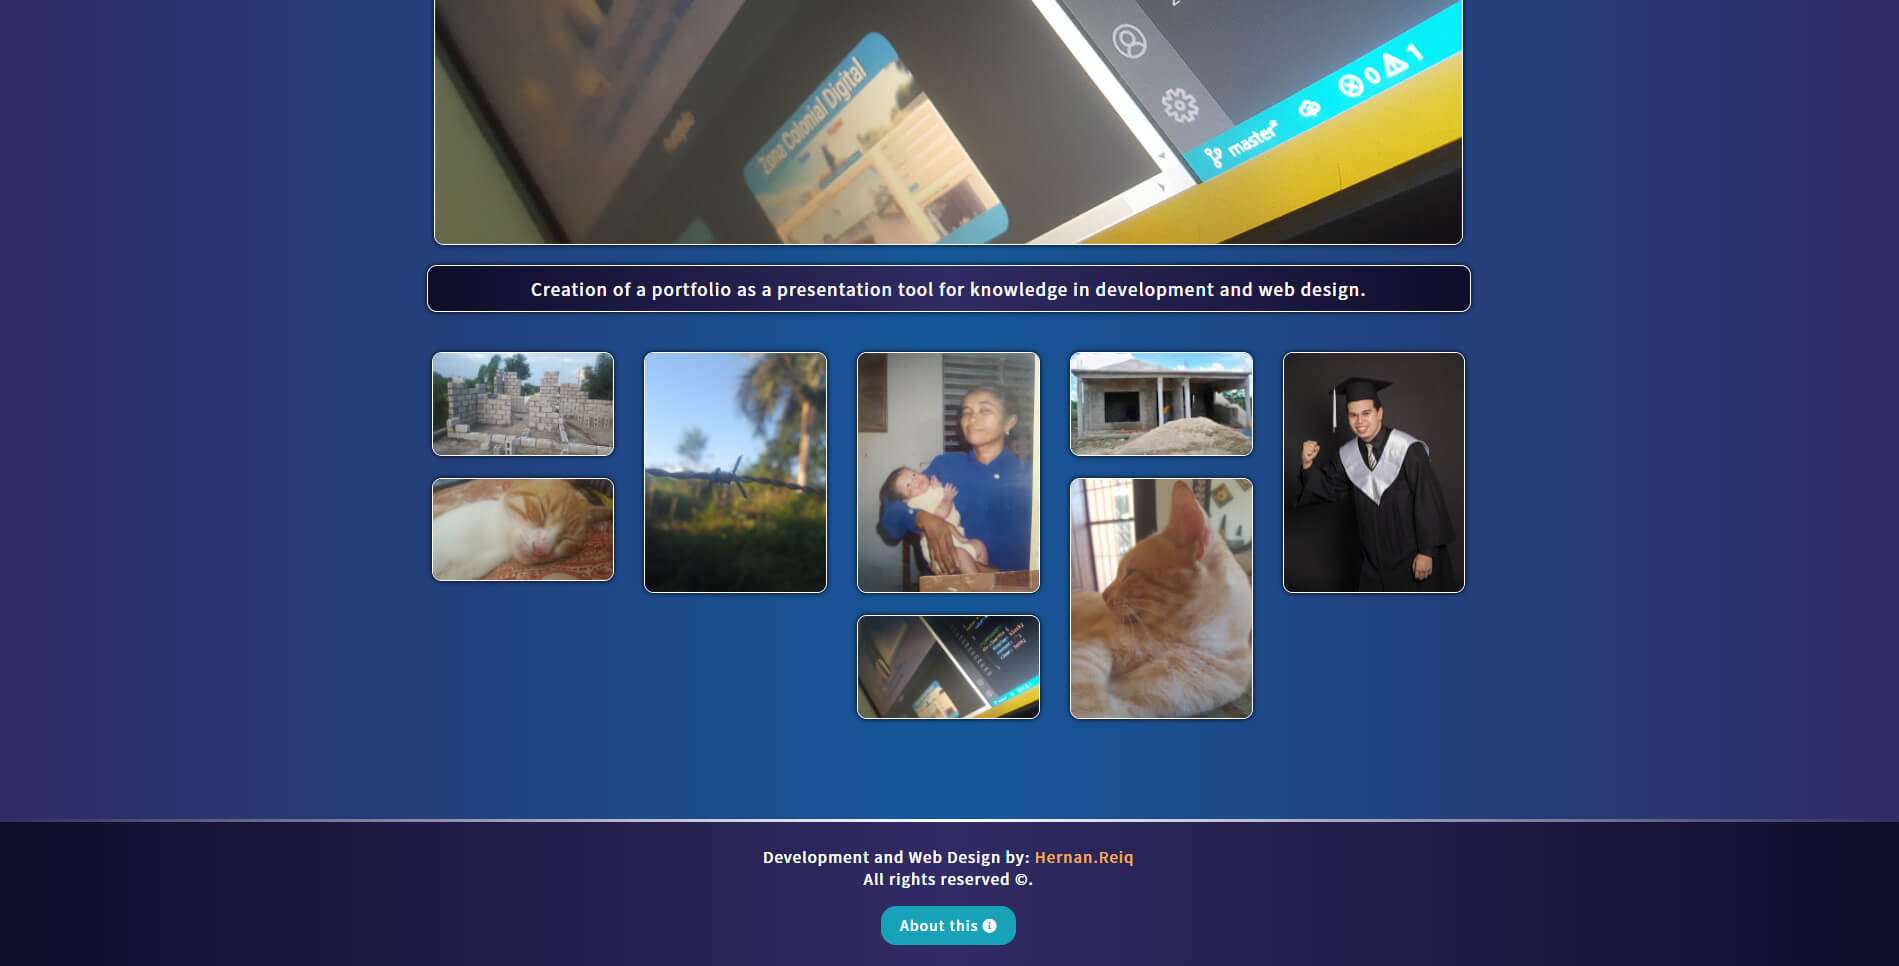 Zona Colonial Digital
master*
0
1
Creation of a portfolio as a presentation tool for knowledge in development and web design.
Development and Web Design by: Hernan.Reiq
All rights reserved ©.
About this